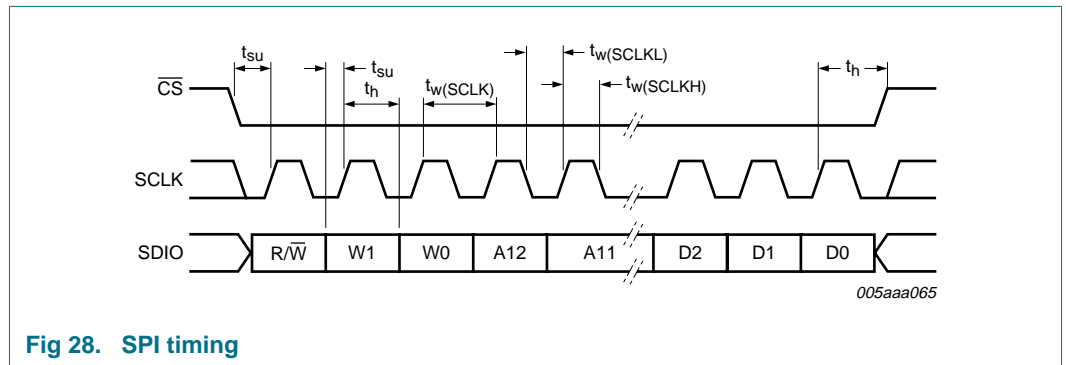 tsu
tsu
th
tw(SCLK)
tw(SCLKL)
tw(SCLKH)
th
CS
SCLK
SDIO
R/W W1 W0 A12 A11 D2 D1 D0
005aaa065
Fig 28. SPI timing